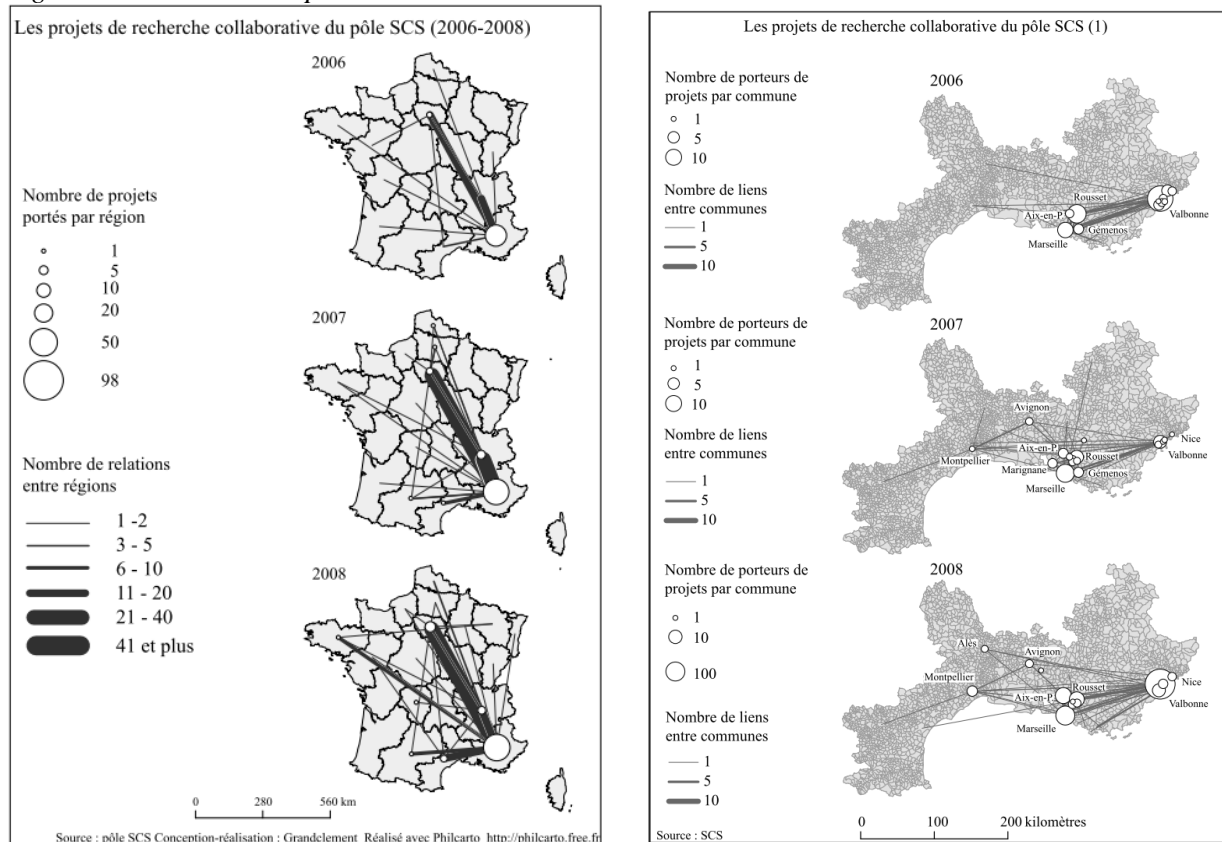 Les projets de recherche collaborative du pôle SCS (2006-2008)
2006
Nombre de projets
portés par région
1
5
10
20
50
98
2007
Nombre de relations
entre régions
1 -2
3 - 5
6 - 10
11 - 20
21 - 40
41 et plus
2008
0 280 560 km
Source : pôle SCS Conception-réalisation : Grandclement Réalisé avec Philcarto http://philcarto.free.fr
Les projets de recherche collaborative du pôle SCS (1)
Nombre de porteurs de
projets par commune
1
5
10
Nombre de liens
entre communes
1
5
10
2006
Rousset
Aix-en-P.
Valbonne
Gémenos
Marseille
Nombre de porteurs de
projets par commune
1
5
10
Nombre de liens
entre communes
1
5
10
2007
Avignon
Nice
Aix-en-P.
Valbonne
Montpellier
Rousset
Marignane
Gémenos
Marseille
Nombre de porteurs de
projets par commune
1
10
100
Nombre de liens
entre communes
1
5
10
2008
Alès
Avignon
Montpellier
Nice
Rousset
Aix-en-P.
Valbonne
Marseille
0 100 200 kilomètres
Source : SCS